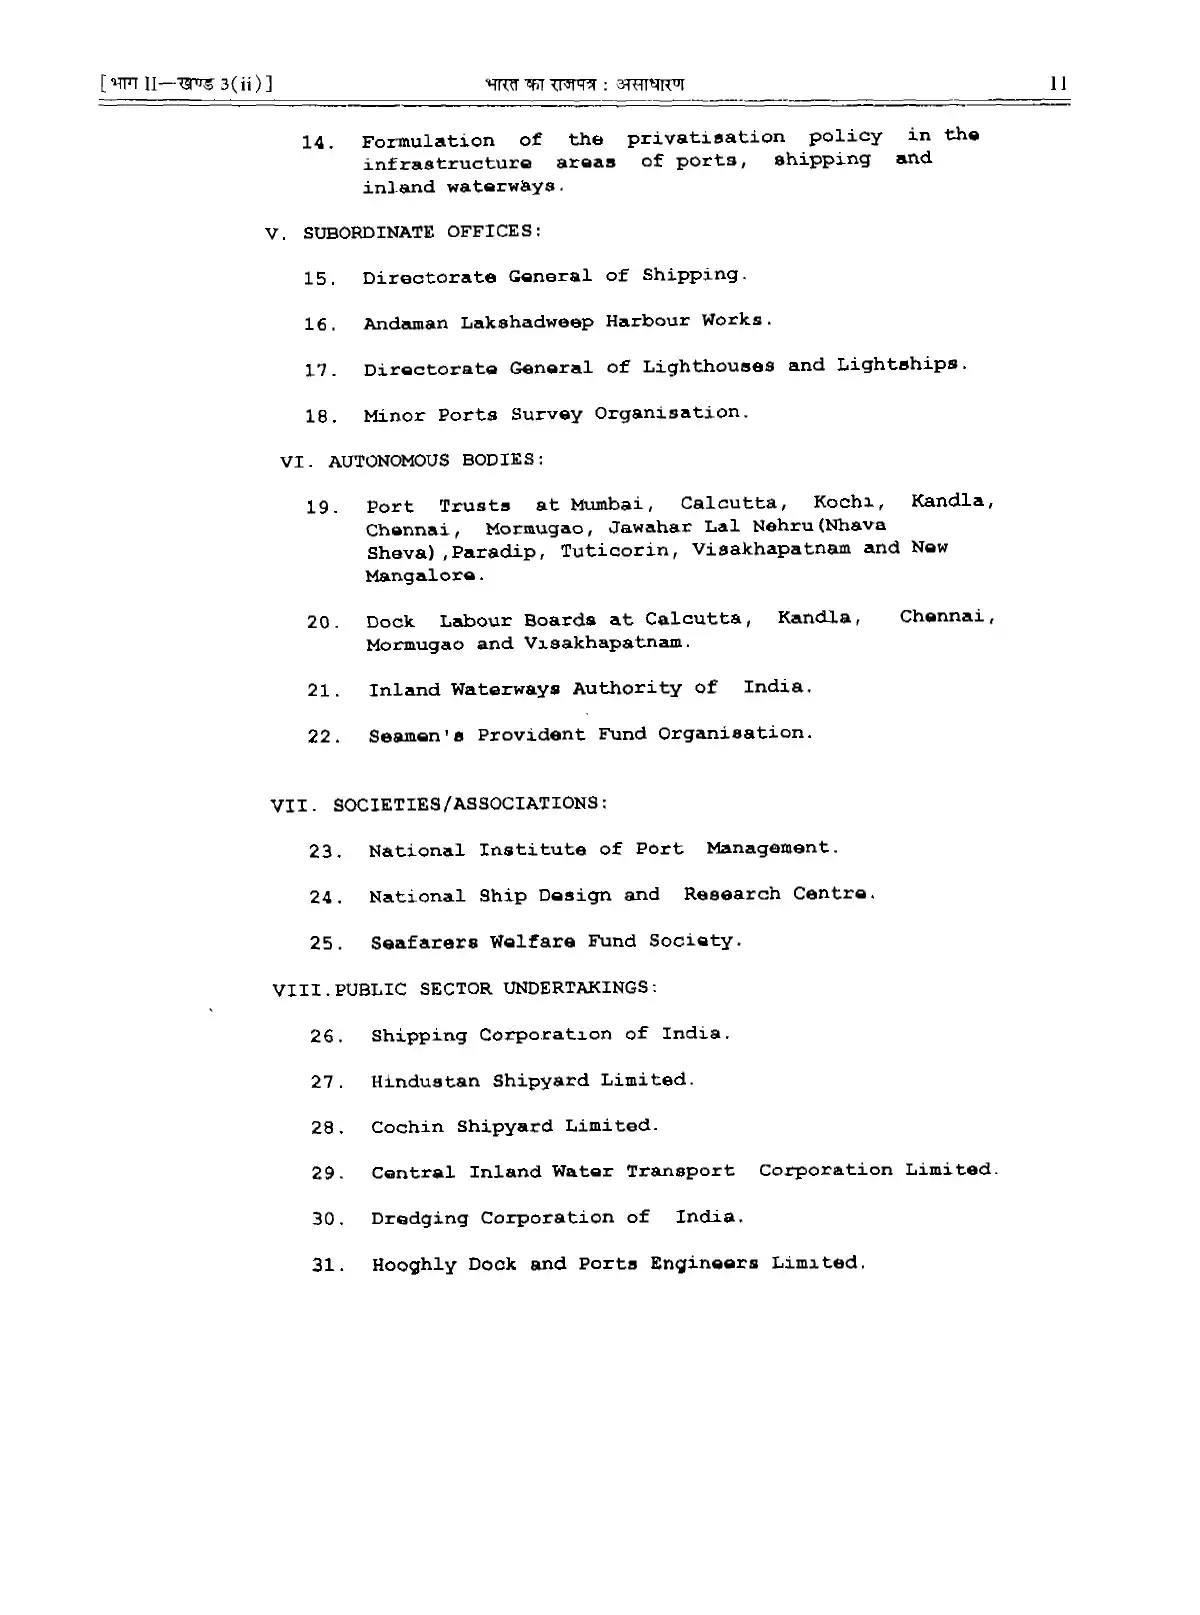 [ भाग II—खण्ड 3(ii) ] भारत का राजपत्र : असाधारण 11
14. Formulation of the privatisation policy in the
infrastructure areas of ports, shipping and
inland waterways.
V. SUBORDINATE OFFICES:
15. Directorate General of Shipping.
16. Andaman Lakshadweep Harbour Works.
17. Directorate General of Lighthouses and Lightships.
18. Minor Ports Survey Organisation.
VI. AUTONOMOUS BODIES:
19. Port Trusts at Mumbai, Calcutta, Kochi, Kandla,
Chennai, Mormugao, Jawahar Lal Nehru(Nhava
Sheva),Paradip, Tuticorin, Visakhapatnam and New
Mangalore.
20. Dock Labour Boards at Calcutta, Kandla, Chennai,
Mormugao and Visakhapatnam.
21. Inland Waterways Authority of India.
22. Seamen's Provident Fund Organisation.
VII. SOCIETIES/ASSOCIATIONS:
23. National Institute of Port Management.
24. National Ship Design and Research Centre.
25. Seafarers Welfare Fund Society.
VIII.PUBLIC SECTOR UNDERTAKINGS:
26. Shipping Corporation of India.
27. Hindustan Shipyard Limited.
28. Cochin Shipyard Limited.
29. Central Inland Water Transport Corporation Limited.
30. Dredging Corporation of India.
31. Hooghly Dock and Ports Engineers Limited.